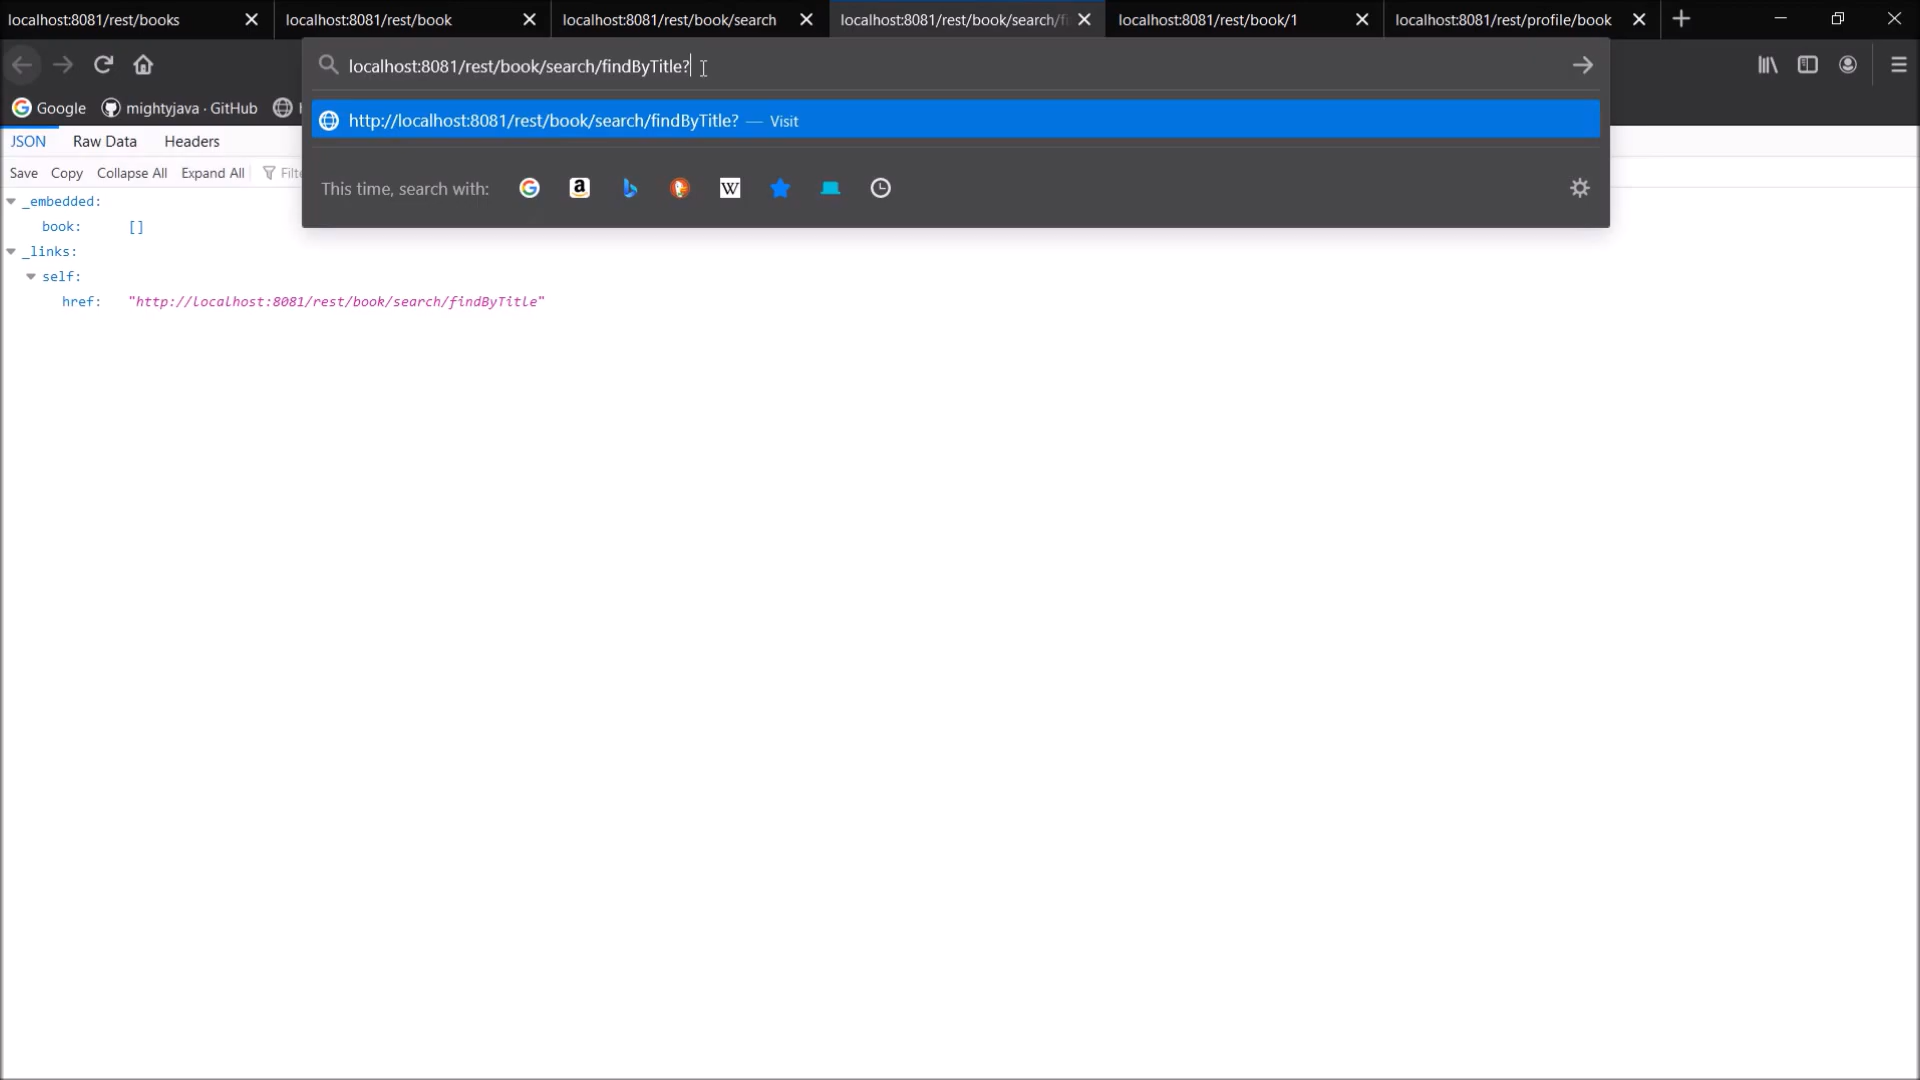 localhost:8081/rest/books
localhost:8081/rest/book
localhost:8081/rest/book/search
localhost:8081/rest/book/search/f
localhost:8081/rest/book/1
localhost:8081/rest/profile/book
localhost:8081/rest/book/search/findByTitle?
Google
mightyjava · GitHub
http://localhost:8081/rest/book/search/findByTitle? — Visit
JSON
Raw Data
Headers
Save
Copy
Collapse All
Expand All
This time, search with:
_embedded:
book: []
_links:
self:
href: "http://localhost:8081/rest/book/search/findByTitle"